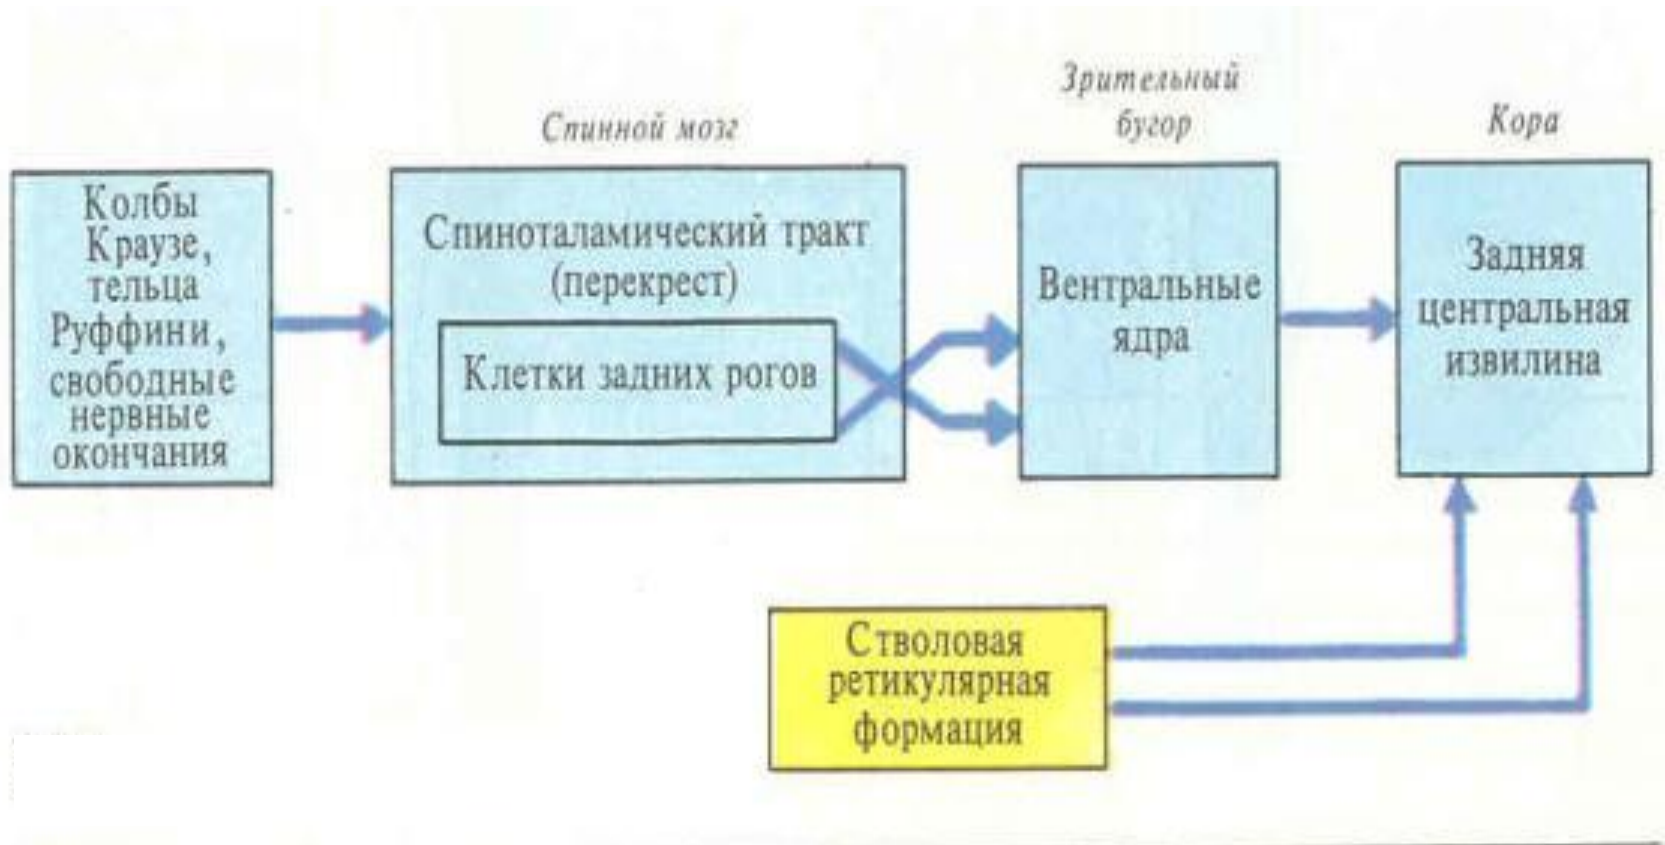 Спинной мозг
Зрительный
бугор
Кора
Колбы
Краузе,
тельца
Руффини,
свободные
нервные
окончания
Спиноталамический тракт
(перекрест)
Клетки задних рогов
Вентральные
ядра
Задняя
центральная
извилина
Стволовая
ретикулярная
формация